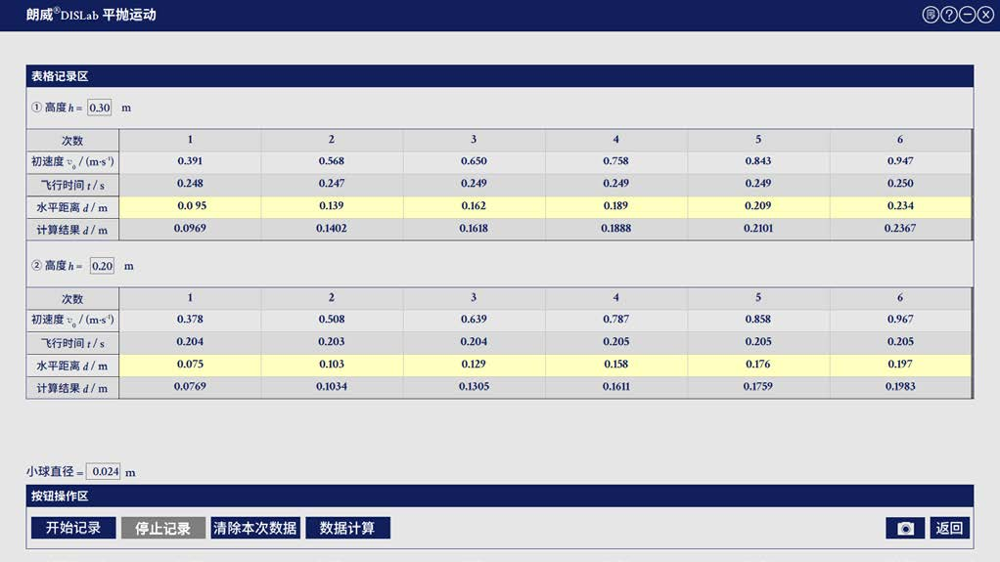 朗威®DISLab 平抛运动
表格记录区
① 高度h = 0.30 m
次数 1 2 3 4 5 6
初速度 v₀ / (m·s⁻¹) 0.391 0.568 0.650 0.758 0.843 0.947
飞行时间 t / s 0.248 0.247 0.249 0.249 0.249 0.250
水平距离 d / m 0.0 95 0.139 0.162 0.189 0.209 0.234
计算结果 d / m 0.0969 0.1402 0.1618 0.1888 0.2101 0.2367
② 高度h = 0.20 m
次数 1 2 3 4 5 6
初速度 v₀ / (m·s⁻¹) 0.378 0.508 0.639 0.787 0.858 0.967
飞行时间 t / s 0.204 0.203 0.204 0.205 0.205 0.205
水平距离 d / m 0.075 0.103 0.129 0.158 0.176 0.197
计算结果 d / m 0.0769 0.1034 0.1305 0.1611 0.1759 0.1983
小球直径 = 0.024 m
按钮操作区
开始记录 停止记录 清除本次数据 数据计算 返回